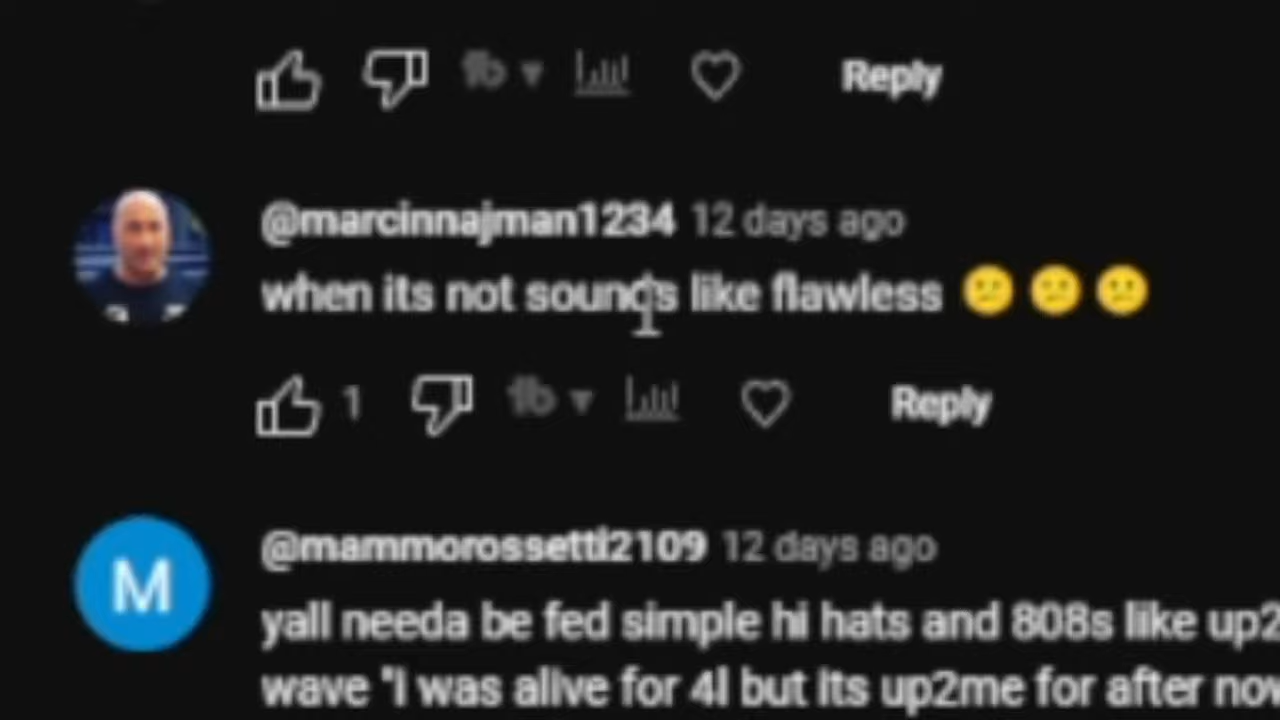 Reply
@marcinnajman1234 12 days ago
when its not sounds like flawless 😕 😕 😕
1 Reply
M
@mammorossetti2109 12 days ago
yall needa be fed simple hi hats and 808s like up2
wave "I was alive for 4l but its up2me for after now